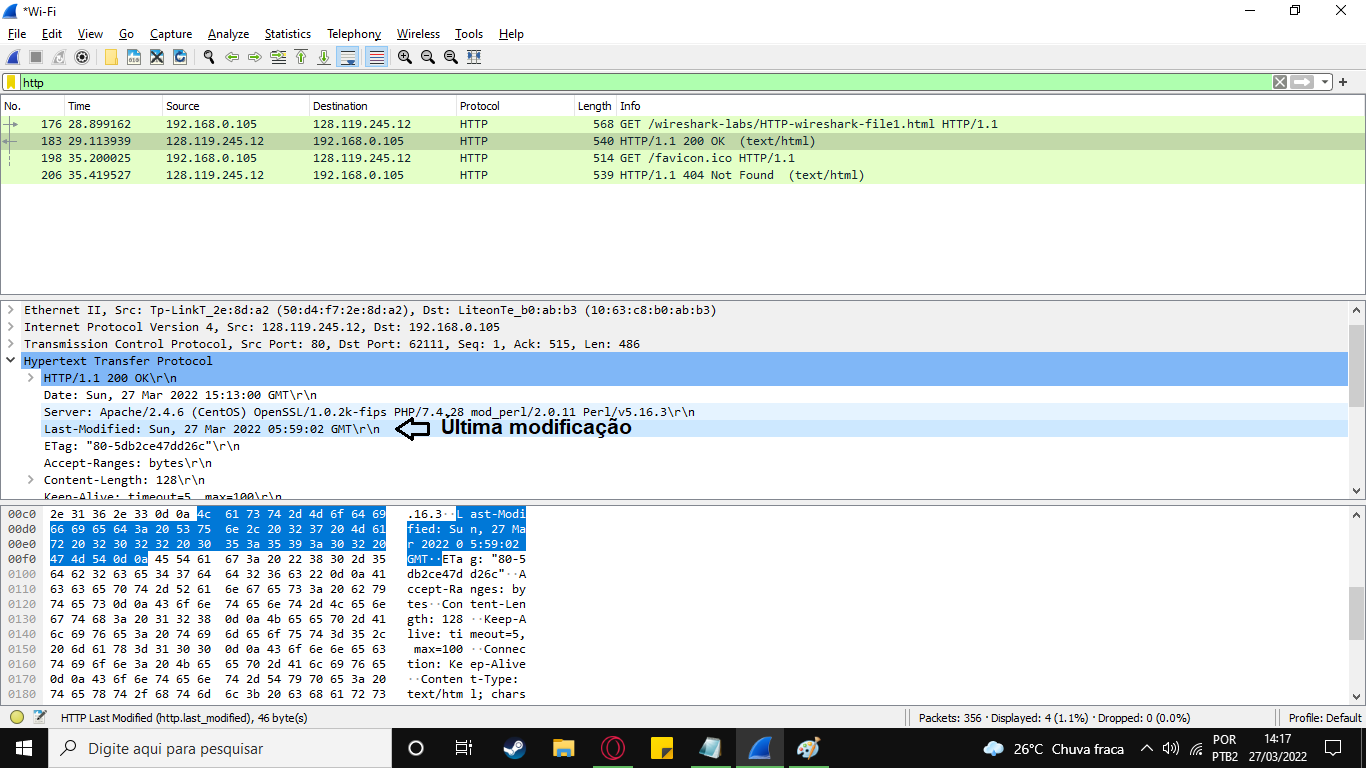 *Wi-Fi
File Edit View Go Capture Analyze Statistics Telephony Wireless Tools Help
http
No. Time Source Destination Protocol Length Info
176 28.899162 192.168.0.105 128.119.245.12 HTTP 568 GET /wireshark-labs/HTTP-wireshark-file1.html HTTP/1.1
183 29.113939 128.119.245.12 192.168.0.105 HTTP 540 HTTP/1.1 200 OK (text/html)
198 35.200025 192.168.0.105 128.119.245.12 HTTP 514 GET /favicon.ico HTTP/1.1
206 35.419527 128.119.245.12 192.168.0.105 HTTP 539 HTTP/1.1 404 Not Found (text/html)
Ethernet II, Src: Tp-LinkT_2e:8d:a2 (50:d4:f7:2e:8d:a2), Dst: LiteonTe_b0:ab:b3 (10:63:c8:b0:ab:b3)
Internet Protocol Version 4, Src: 128.119.245.12, Dst: 192.168.0.105
Transmission Control Protocol, Src Port: 80, Dst Port: 62111, Seq: 1, Ack: 515, Len: 486
Hypertext Transfer Protocol
HTTP/1.1 200 OK\r\n
Date: Sun, 27 Mar 2022 15:13:00 GMT\r\n
Server: Apache/2.4.6 (CentOS) OpenSSL/1.0.2k-fips PHP/7.4.28 mod_perl/2.0.11 Perl/v5.16.3\r\n
Last-Modified: Sun, 27 Mar 2022 05:59:02 GMT\r\n Última modificação
ETag: "80-5db2ce47dd26c"\r\n
Accept-Ranges: bytes\r\n
Content-Length: 128\r\n
Keep-Alive: timeout=5, max=100\r\n
00c0 2e 31 36 2e 33 0d 0a 4c 61 73 74 2d 4d 6f 64 69 .16.3··L ast-Modi
00d0 66 69 65 64 3a 20 53 75 6e 2c 20 32 37 20 4d 61 fied: Su n, 27 Ma
00e0 72 20 32 30 32 32 20 30 35 3a 35 39 3a 30 32 20 r 2022 0 5:59:02
00f0 47 4d 54 0d 0a 45 54 61 67 3a 20 22 38 30 2d 35 GMT··ETa g: "80-5
0100 64 62 32 63 65 34 37 64 64 32 36 63 22 0d 0a 41 db2ce47d d26c"··A
0110 63 63 65 70 74 2d 52 61 6e 67 65 73 3a 20 62 79 ccept-Ra nges: by
0120 74 65 73 0d 0a 43 6f 6e 74 65 6e 74 2d 4c 65 6e tes··Con tent-Len
0130 67 74 68 3a 20 31 32 38 0d 0a 4b 65 65 70 2d 41 gth: 128 ··Keep-A
0140 6c 69 76 65 3a 20 74 69 6d 65 6f 75 74 3d 35 2c live: ti meout=5,
0150 20 6d 61 78 3d 31 30 30 0d 0a 43 6f 6e 6e 65 63 max=100 ··Connec
0160 74 69 6f 6e 3a 20 4b 65 65 70 2d 41 6c 69 76 65 tion: Ke ep-Alive
0170 0d 0a 43 6f 6e 74 65 6e 74 2d 54 79 70 65 3a 20 ··Conten t-Type:
0180 74 65 78 74 2f 68 74 6d 6c 3b 20 63 68 61 72 73 text/htm l; chars
HTTP Last Modified (http.last_modified), 46 byte(s) Packets: 356 · Displayed: 4 (1.1%) · Dropped: 0 (0.0%) Profile: Default
Digite aqui para pesquisar 26°C Chuva fraca POR 14:17
PTB2 27/03/2022